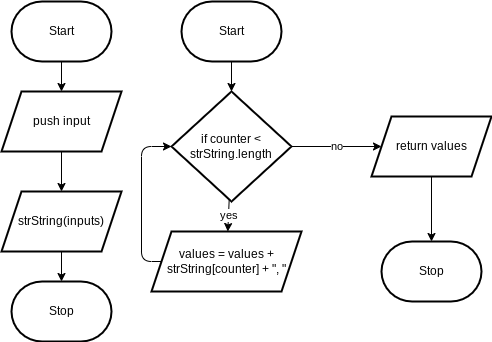 Start
push input
strString(inputs)
Stop
Start
if counter <
strString.length
no
yes
values = values +
strString[counter] + ", "
return values
Stop